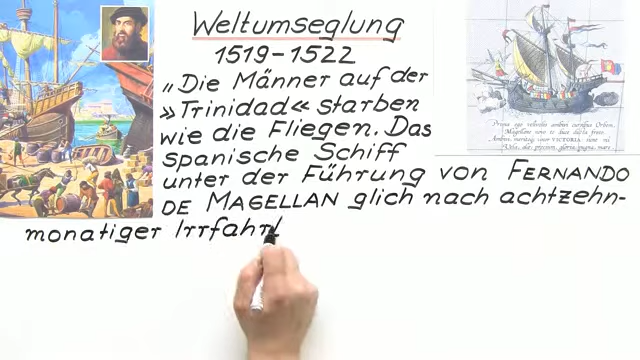 Weltumseglung
1519-1522
„Die Männer auf der
»Trinidad« starben
wie die Fliegen. Das
spanische Schiff
unter der Führung von FERNANDO
DE MAGELLAN glich nach achtzehn-
monatiger Irrfahrt